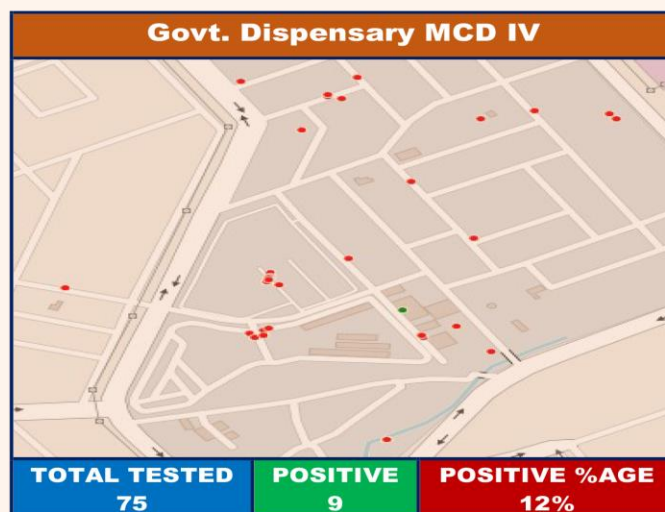 Govt. Dispensary MCD IV
TOTAL TESTED
75
POSITIVE
9
POSITIVE %AGE
12%